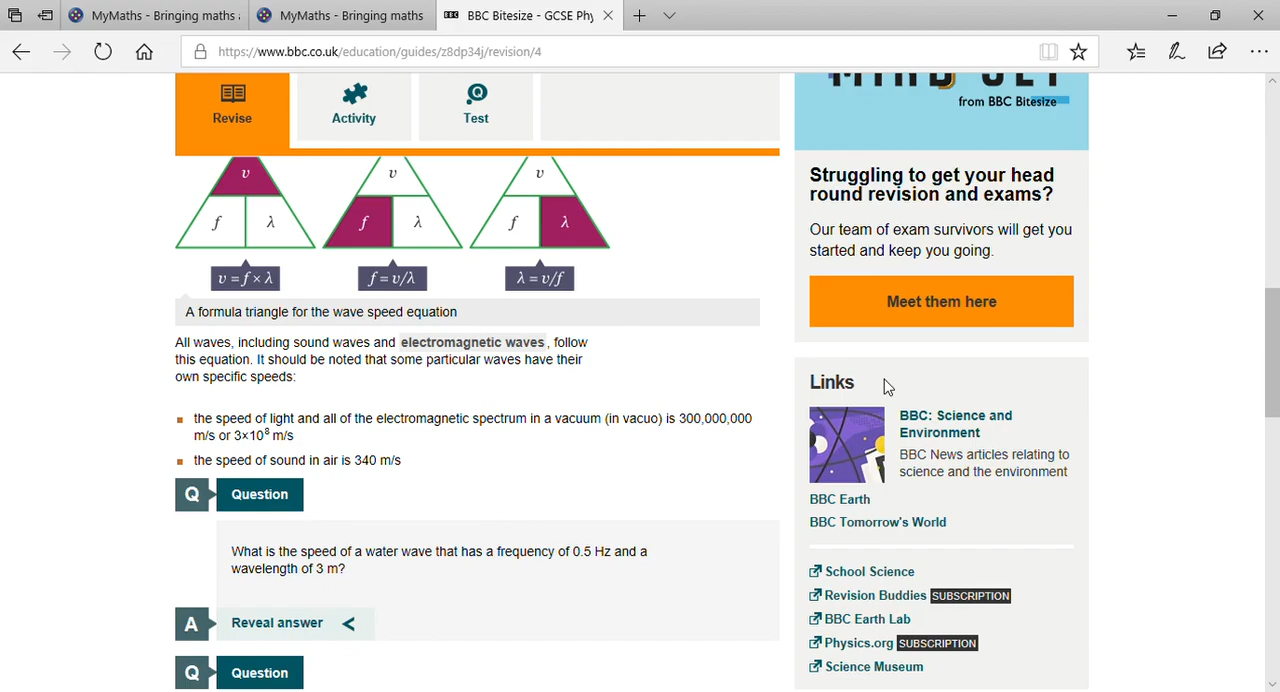 MyMaths - Bringing maths
MyMaths - Bringing maths
BBC BBC Bitesize - GCSE Phy
https://www.bbc.co.uk/education/guides/z8dp34j/revision/4
Revise
Activity
Test
from BBC Bitesize
v
f
λ
v
f
λ
v
f
λ
v = f × λ
f = v/λ
λ = v/f
A formula triangle for the wave speed equation
All waves, including sound waves and electromagnetic waves, follow
this equation. It should be noted that some particular waves have their
own specific speeds:
the speed of light and all of the electromagnetic spectrum in a vacuum (in vacuo) is 300,000,000
m/s or 3×10⁸ m/s
the speed of sound in air is 340 m/s
Q Question
What is the speed of a water wave that has a frequency of 0.5 Hz and a
wavelength of 3 m?
A Reveal answer <
Q Question
Struggling to get your head
round revision and exams?
Our team of exam survivors will get you
started and keep you going.
Meet them here
Links
BBC: Science and
Environment
BBC News articles relating to
science and the environment
BBC Earth
BBC Tomorrow's World
School Science
Revision Buddies SUBSCRIPTION
BBC Earth Lab
Physics.org SUBSCRIPTION
Science Museum